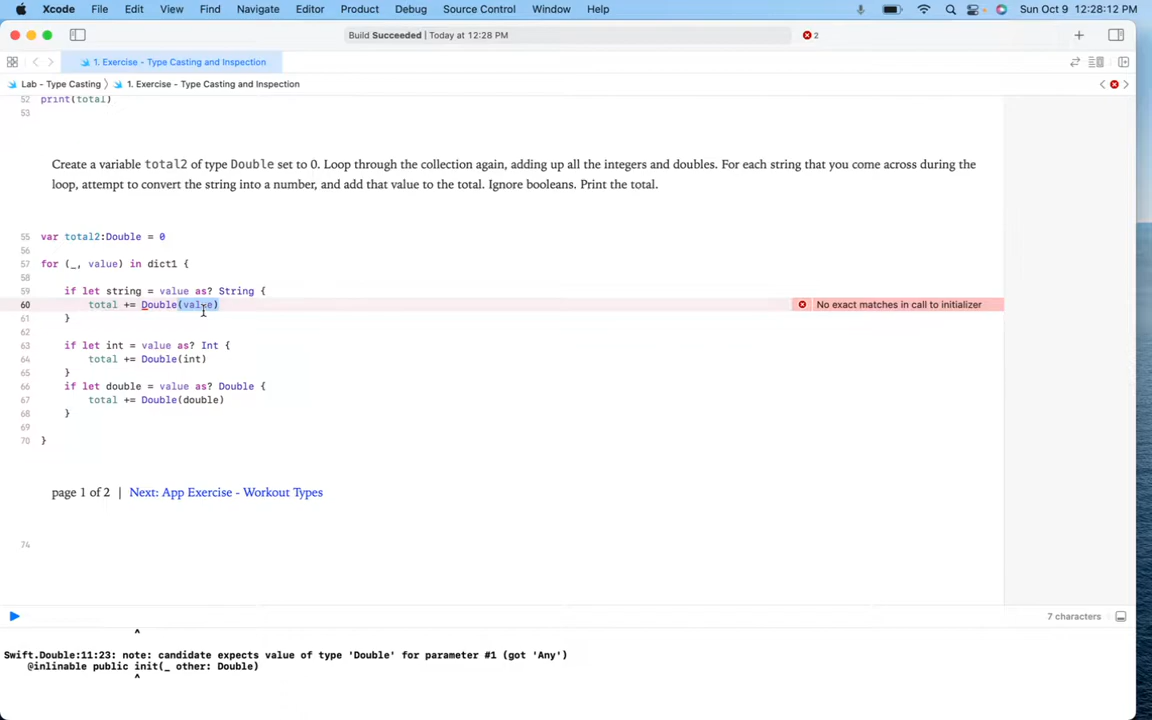 Xcode File Edit View Find Navigate Editor Product Debug Source Control Window Help Sun Oct 9 12:28:12 PM
Build Succeeded | Today at 12:28 PM 2
1. Exercise - Type Casting and Inspection
Lab - Type Casting 〉 1. Exercise - Type Casting and Inspection
52 print(total)
53
Create a variable total2 of type Double set to 0. Loop through the collection again, adding up all the integers and doubles. For each string that you come across during the
loop, attempt to convert the string into a number, and add that value to the total. Ignore booleans. Print the total.
55 var total2:Double = 0
56
57 for (_, value) in dict1 {
58
59 if let string = value as? String {
60 total += Double(value) No exact matches in call to initializer
61 }
62
63 if let int = value as? Int {
64 total += Double(int)
65 }
66 if let double = value as? Double {
67 total += Double(double)
68 }
69
70 }
page 1 of 2 | Next: App Exercise - Workout Types
74
7 characters
^
Swift.Double:11:23: note: candidate expects value of type 'Double' for parameter #1 (got 'Any')
@inlinable public init(_ other: Double)
^